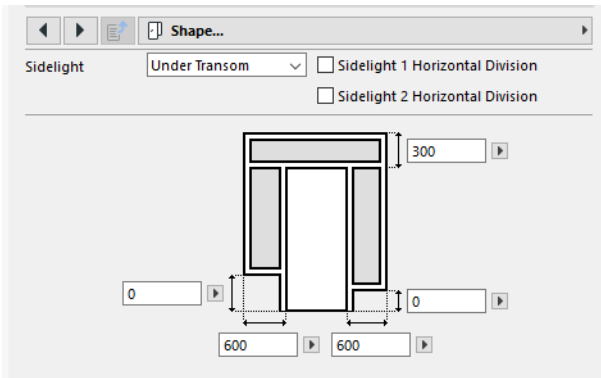 Shape...
Sidelight
Under Transom
Sidelight 1 Horizontal Division
Sidelight 2 Horizontal Division
300
0
0
600
600